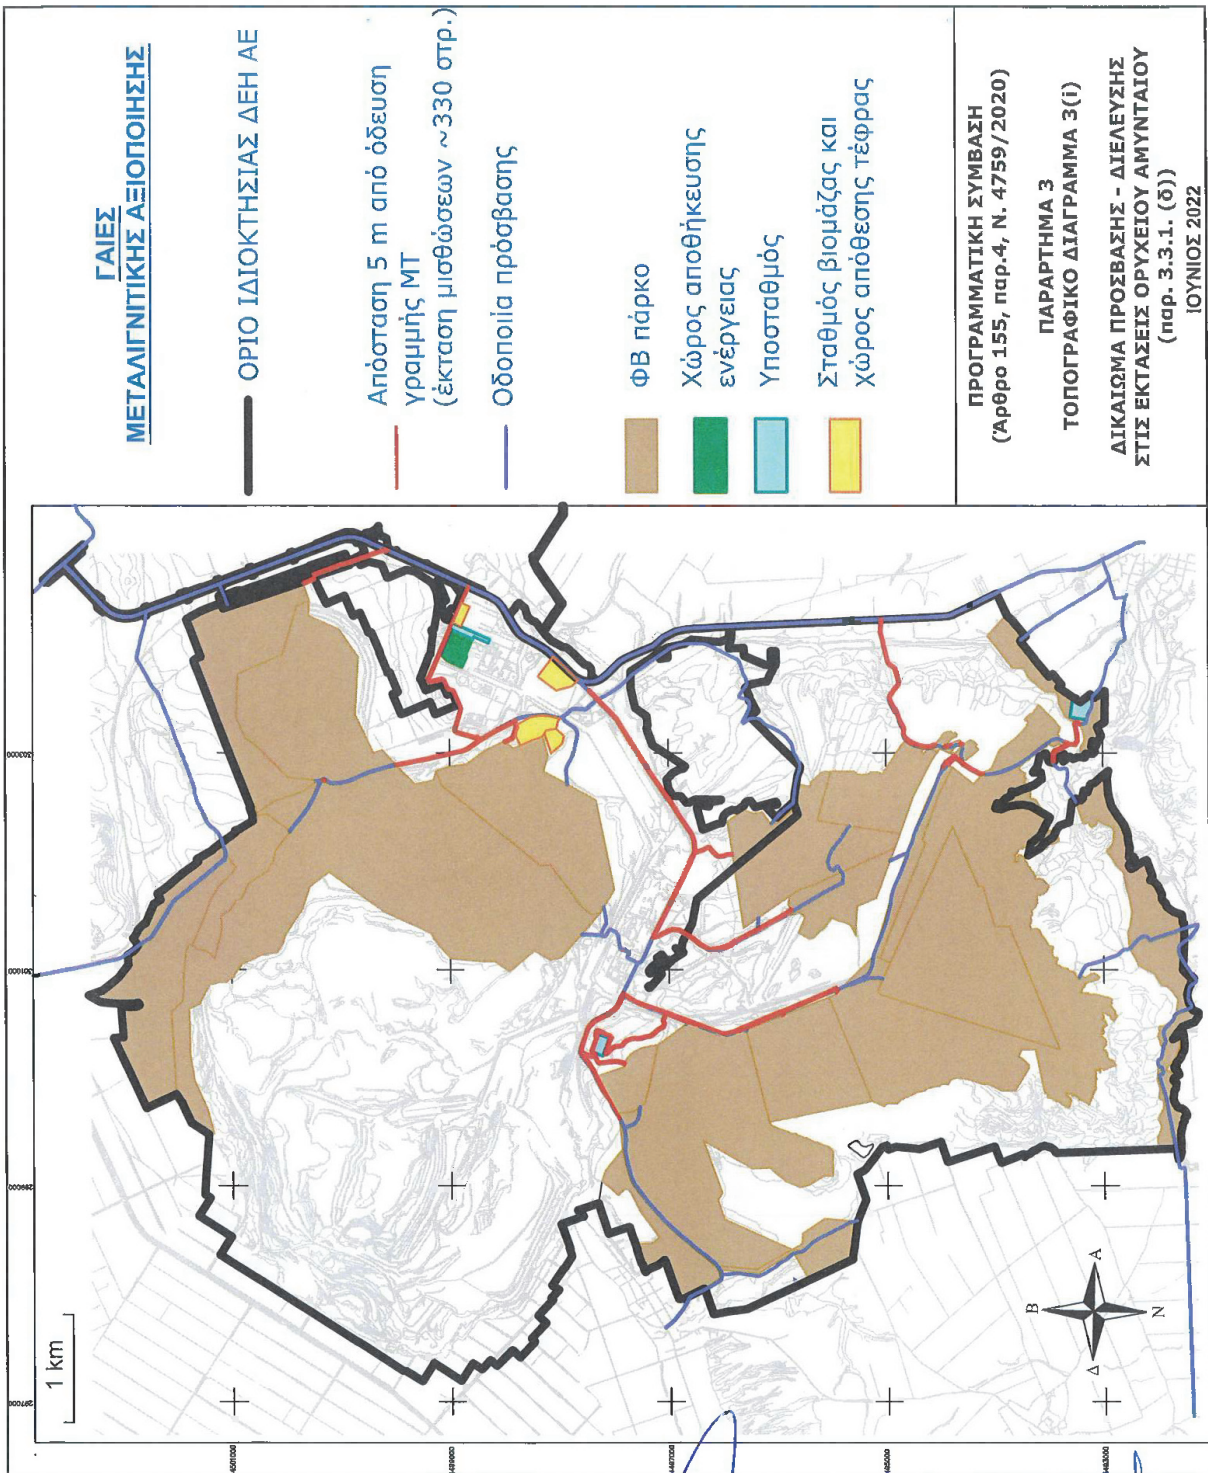 ΓΑΙΕΣ
ΜΕΤΑΛΙΓΝΙΤΙΚΗΣ ΑΞΙΟΠΟΙΗΣΗΣ
ΟΡΙΟ ΙΔΙΟΚΤΗΣΙΑΣ ΔΕΗ ΑΕ
Απόσταση 5 m από όδευση
γραμμής ΜΤ
(έκταση μισθώσεων ~330 στρ.)
Οδοποιία πρόσβασης
ΦΒ πάρκο
Χώρος αποθήκευσης
ενέργειας
Υποσταθμός
Σταθμός βιομάζας και
χώρος απόθεσης τέφρας
ΠΡΟΓΡΑΜΜΑΤΙΚΗ ΣΥΜΒΑΣΗ
(Άρθρο 155, παρ.4, Ν. 4759/2020)
ΠΑΡΑΡΤΗΜΑ 3
ΤΟΠΟΓΡΑΦΙΚΟ ΔΙΑΓΡΑΜΜΑ 3(i)
ΔΙΚΑΙΩΜΑ ΠΡΟΣΒΑΣΗΣ - ΔΙΕΛΕΥΣΗΣ
ΣΤΙΣ ΕΚΤΑΣΕΙΣ ΟΡΥΧΕΙΟΥ ΑΜΥΝΤΑΙΟΥ
(παρ. 3.3.1. (δ))
ΙΟΥΝΙΟΣ 2022
1 km
Β
Α
Ν
Δ